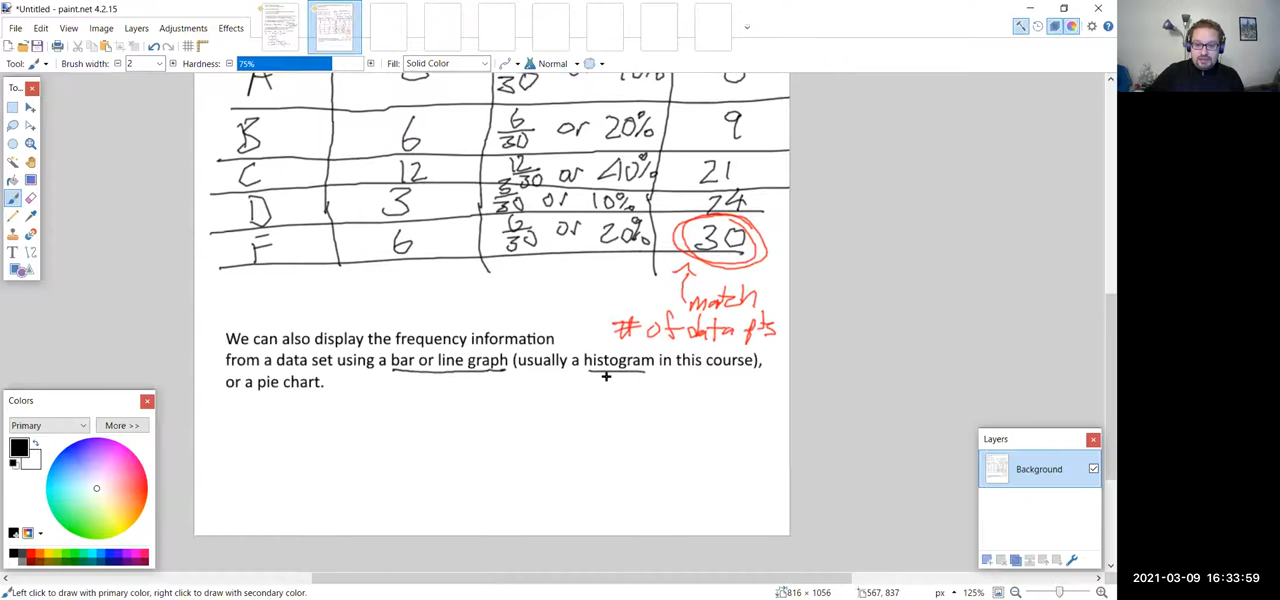 *Untitled - paint.net 4.2.15
File Edit View Image Layers Adjustments Effects
Tool: Brush width: 2 Hardness: 75% Fill: Solid Color Normal
To...
A 30 or 10%
B 6 6/30 or 20% 9
C 12 12/30 or 40% 21
D 3 3/30 or 10% 24
F 6 6/30 or 20% 30
match
# of data pts
We can also display the frequency information
from a data set using a bar or line graph (usually a histogram in this course),
or a pie chart.
Colors
Primary More >>
Layers
Background
2021-03-09 16:33:59
Left click to draw with primary color, right click to draw with secondary color. 816 x 1056 567, 837 px 125%